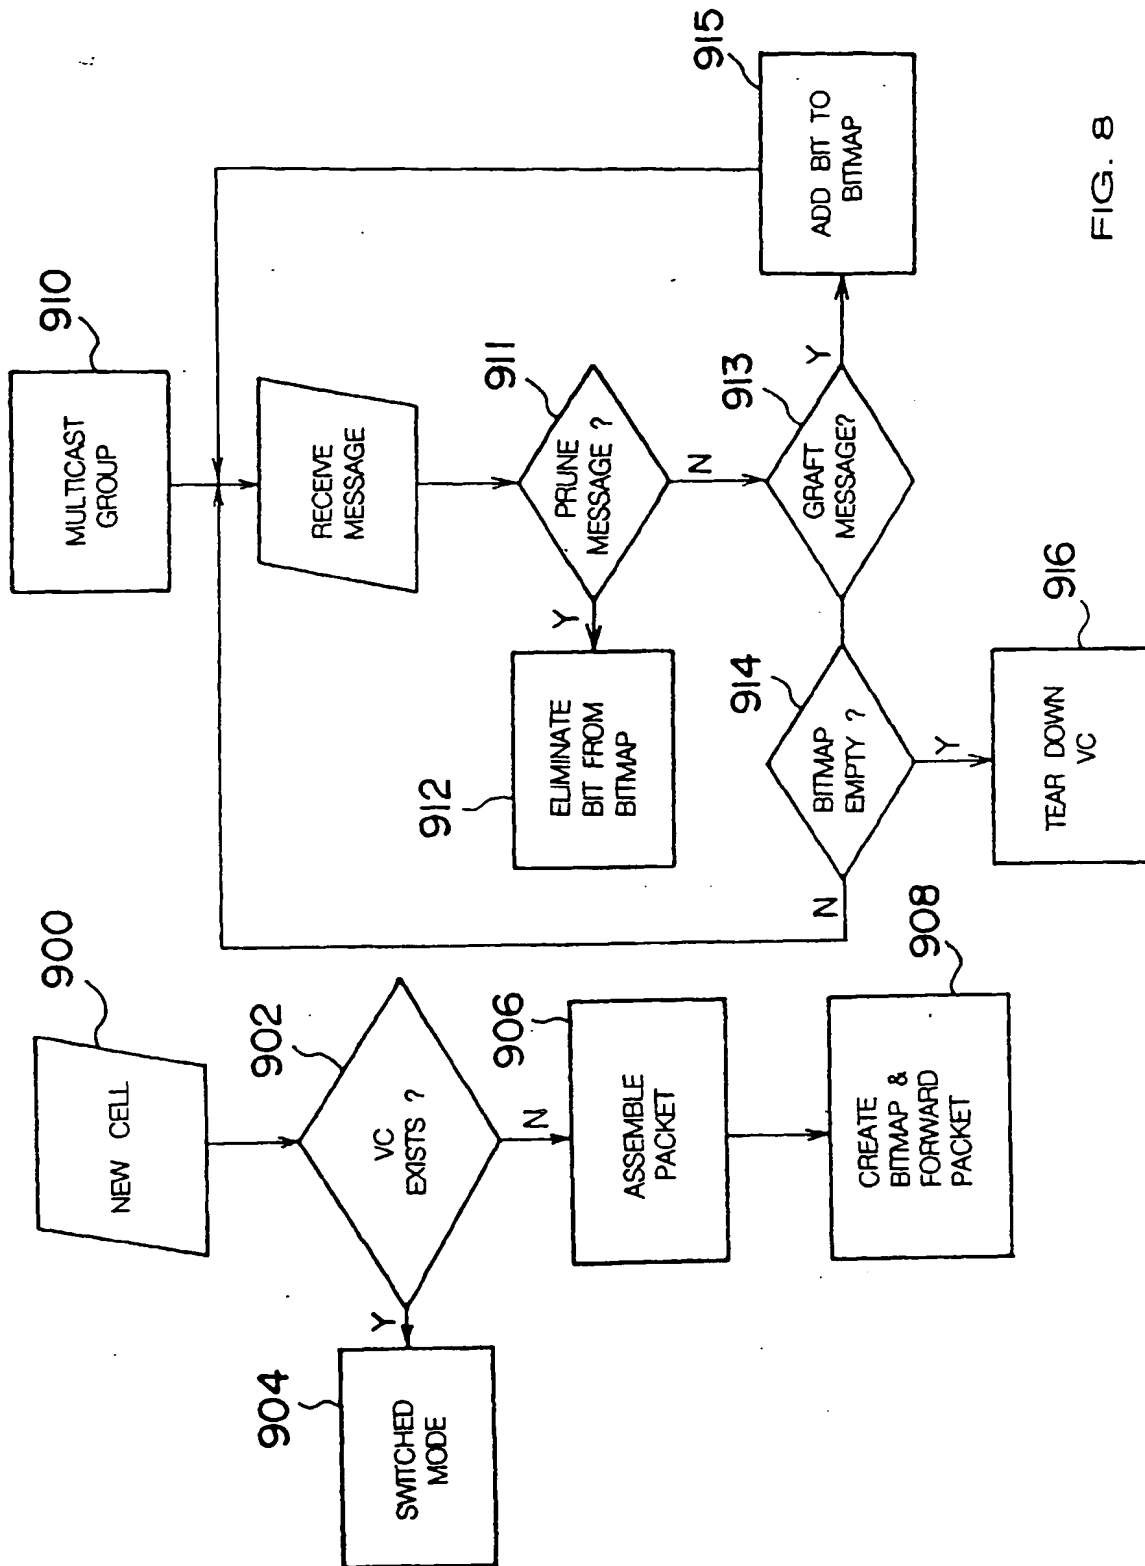 900
NEW CELL
902
VC
EXISTS ?
Y
N
904
SWITCHED
MODE
906
ASSEMBLE
PACKET
908
CREATE
BITMAP &
FORWARD
PACKET
910
MULTICAST
GROUP
RECEIVE
MESSAGE
911
PRUNE
MESSAGE ?
Y
N
912
ELIMINATE
BIT FROM
BITMAP
913
GRAFT
MESSAGE?
Y
914
BITMAP
EMPTY ?
N
Y
915
ADD BIT TO
BITMAP
916
TEAR DOWN
VC
FIG. 8